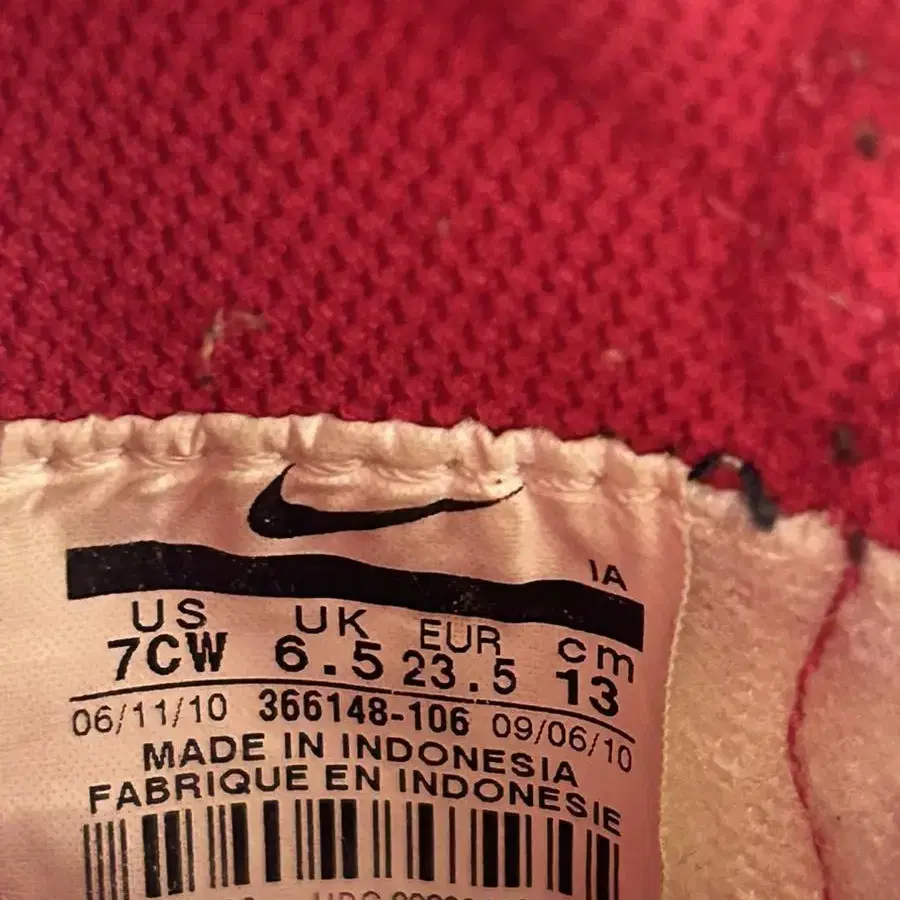 IA
US UK EUR cm
7CW 6.5 23.5 13
06/11/10 366148-106 09/06/10
MADE IN INDONESIA
FABRIQUE EN INDONESIE